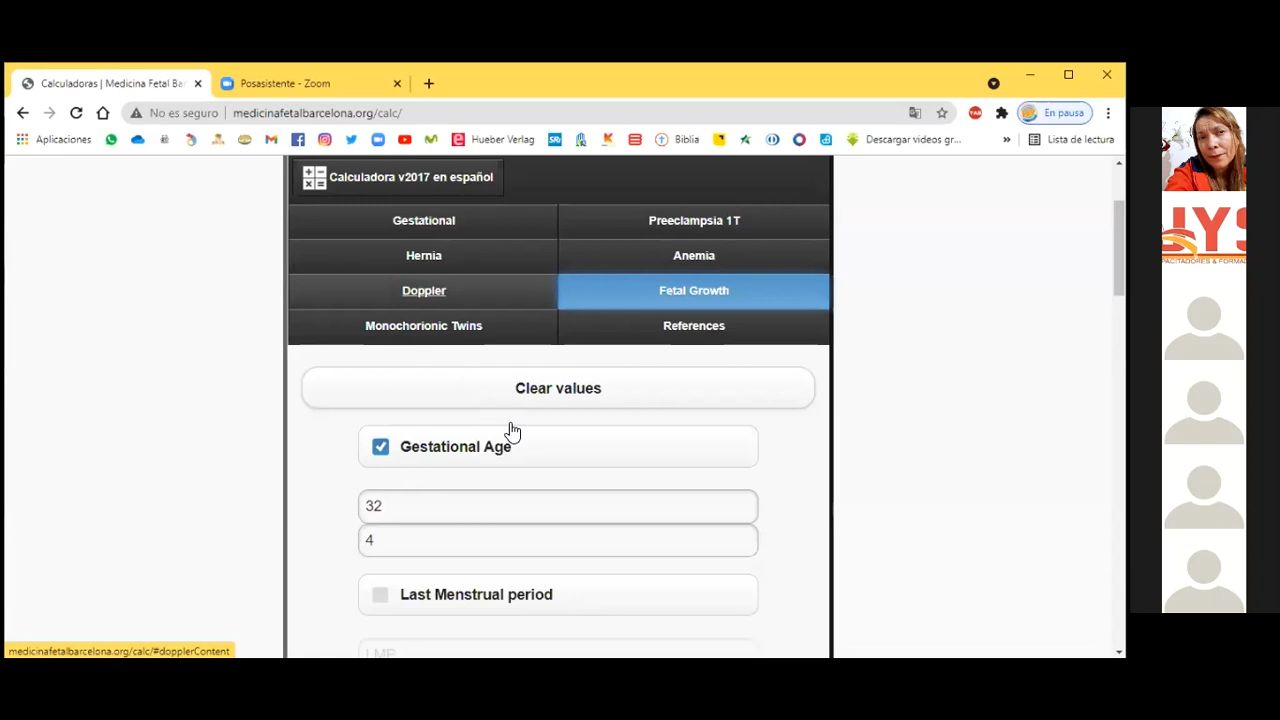 Calculadoras | Medicina Fetal Bar
Posasistente - Zoom
No es seguro
medicinafetalbarcelona.org/calc/
En pausa
Aplicaciones
Hueber Verlag
Biblia
Descargar videos gr...
»
Lista de lectura
Calculadora v2017 en español
Gestational
Preeclampsia 1T
Hernia
Anemia
Doppler
Fetal Growth
Monochorionic Twins
References
Clear values
Gestational Age
32
4
Last Menstrual period
LMP
medicinafetalbarcelona.org/calc/#dopplerContent